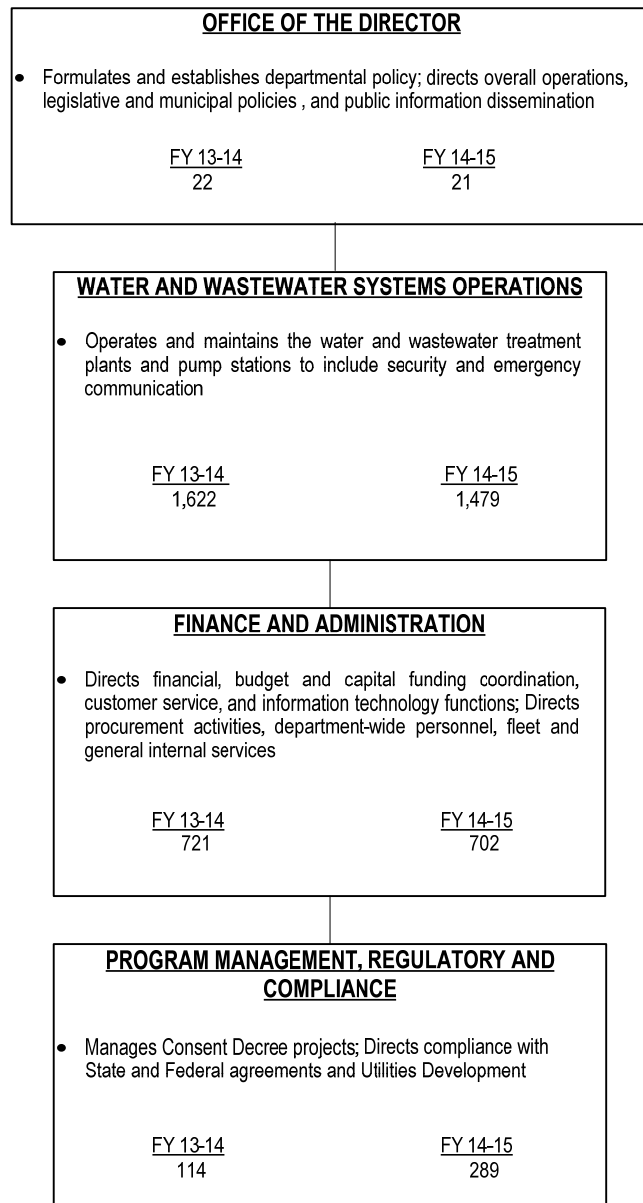 OFFICE OF THE DIRECTOR
• Formulates and establishes departmental policy; directs overall operations,
legislative and municipal policies , and public information dissemination
FY 13-14 FY 14-15
22 21
WATER AND WASTEWATER SYSTEMS OPERATIONS
• Operates and maintains the water and wastewater treatment
plants and pump stations to include security and emergency
communication
FY 13-14 FY 14-15
1,622 1,479
FINANCE AND ADMINISTRATION
• Directs financial, budget and capital funding coordination,
customer service, and information technology functions; Directs
procurement activities, department-wide personnel, fleet and
general internal services
FY 13-14 FY 14-15
721 702
PROGRAM MANAGEMENT, REGULATORY AND
COMPLIANCE
• Manages Consent Decree projects; Directs compliance with
State and Federal agreements and Utilities Development
FY 13-14 FY 14-15
114 289